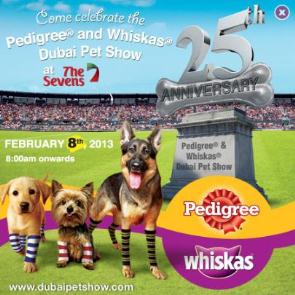 Come celebrate the
Pedigree® and Whiskas®
Dubai Pet Show
at 7he Sevens
25th
ANNIVERSARY
FEBRUARY 8th, 2013
8:00am onwards
Pedigree® &
Whiskas®
Dubai Pet Show
Pedigree
whiskas
www.dubaipetshow.com